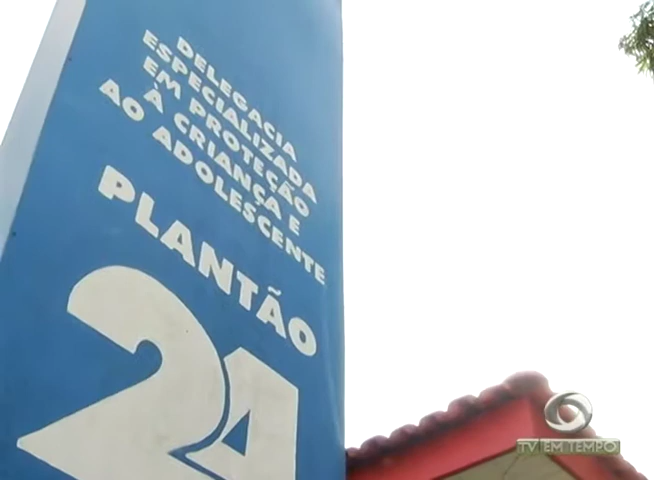 DELEGACIA
ESPECIALIZADA
EM PROTEÇÃO
À CRIANÇA E
AO ADOLESCENTE
PLANTÃO
24
TV EM TEMPO